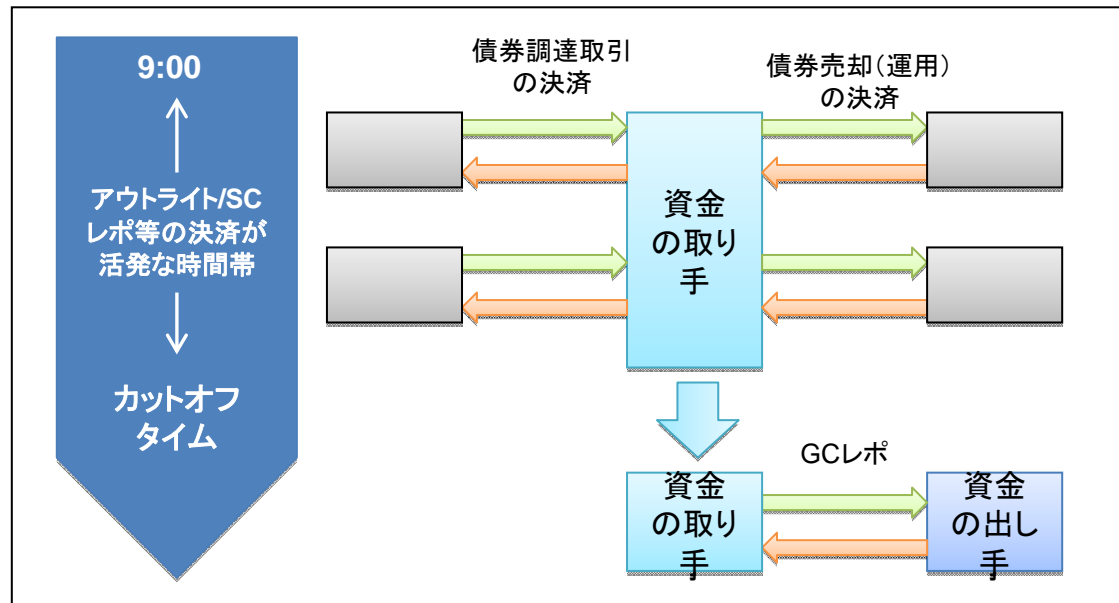 9:00
アウトライト/SC
レポ等の決済が
活発な時間帯
カットオフ
タイム
債券調達取引
の決済
債券売却(運用)
の決済
資金
の取り
手
GCレポ
資金
の取り
手
資金
の出し
手